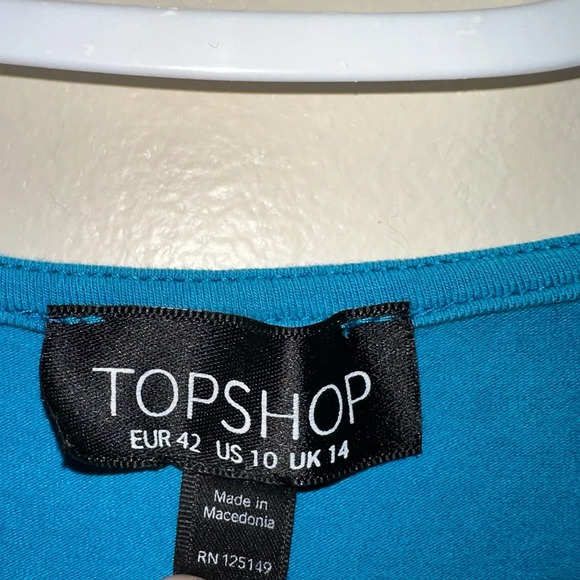 TOPSHOP
EUR 42 US 10 UK 14
Made in
Macedonia
RN 125149